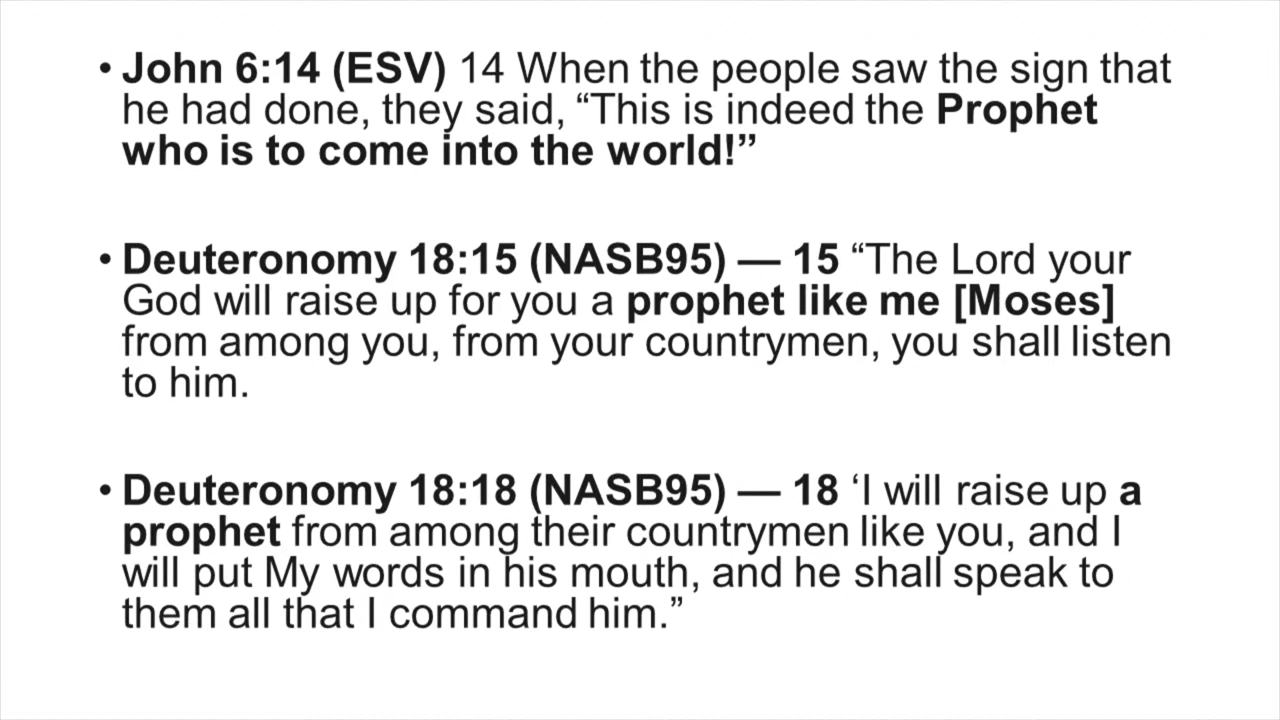 • John 6:14 (ESV) 14 When the people saw the sign that
he had done, they said, “This is indeed the Prophet
who is to come into the world!”
• Deuteronomy 18:15 (NASB95) — 15 “The Lord your
God will raise up for you a prophet like me [Moses]
from among you, from your countrymen, you shall listen
to him.
• Deuteronomy 18:18 (NASB95) — 18 ‘I will raise up a
prophet from among their countrymen like you, and I
will put My words in his mouth, and he shall speak to
them all that I command him.”